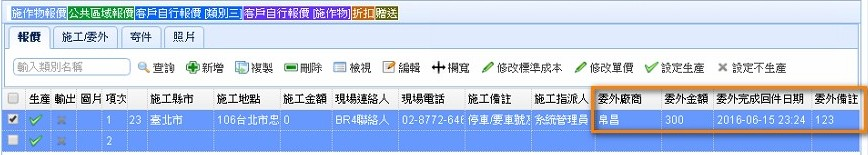 施作物報價 公共區域報價 客戶自行報價 [類別三] 客戶自行報價 [施作物] 折扣 贈送
報價 施工/委外 寄件 照片
輸入類別名稱 查詢 新增 複製 刪除 檢視 編輯 欄寬 修改標準成本 修改單價 設定生產 設定不生產
生產 輸出 圖片 項次 施工縣市 施工地點 施工金額 現場連絡人 現場電話 施工備註 施工指派人 委外廠商 委外金額 委外完成回件日期 委外備註
1 23 臺北市 106台北市忠 0 BR4聯絡人 02-8772-646 停車/要車號及 系統管理員 帛昌 300 2016-06-15 23:24 123
2